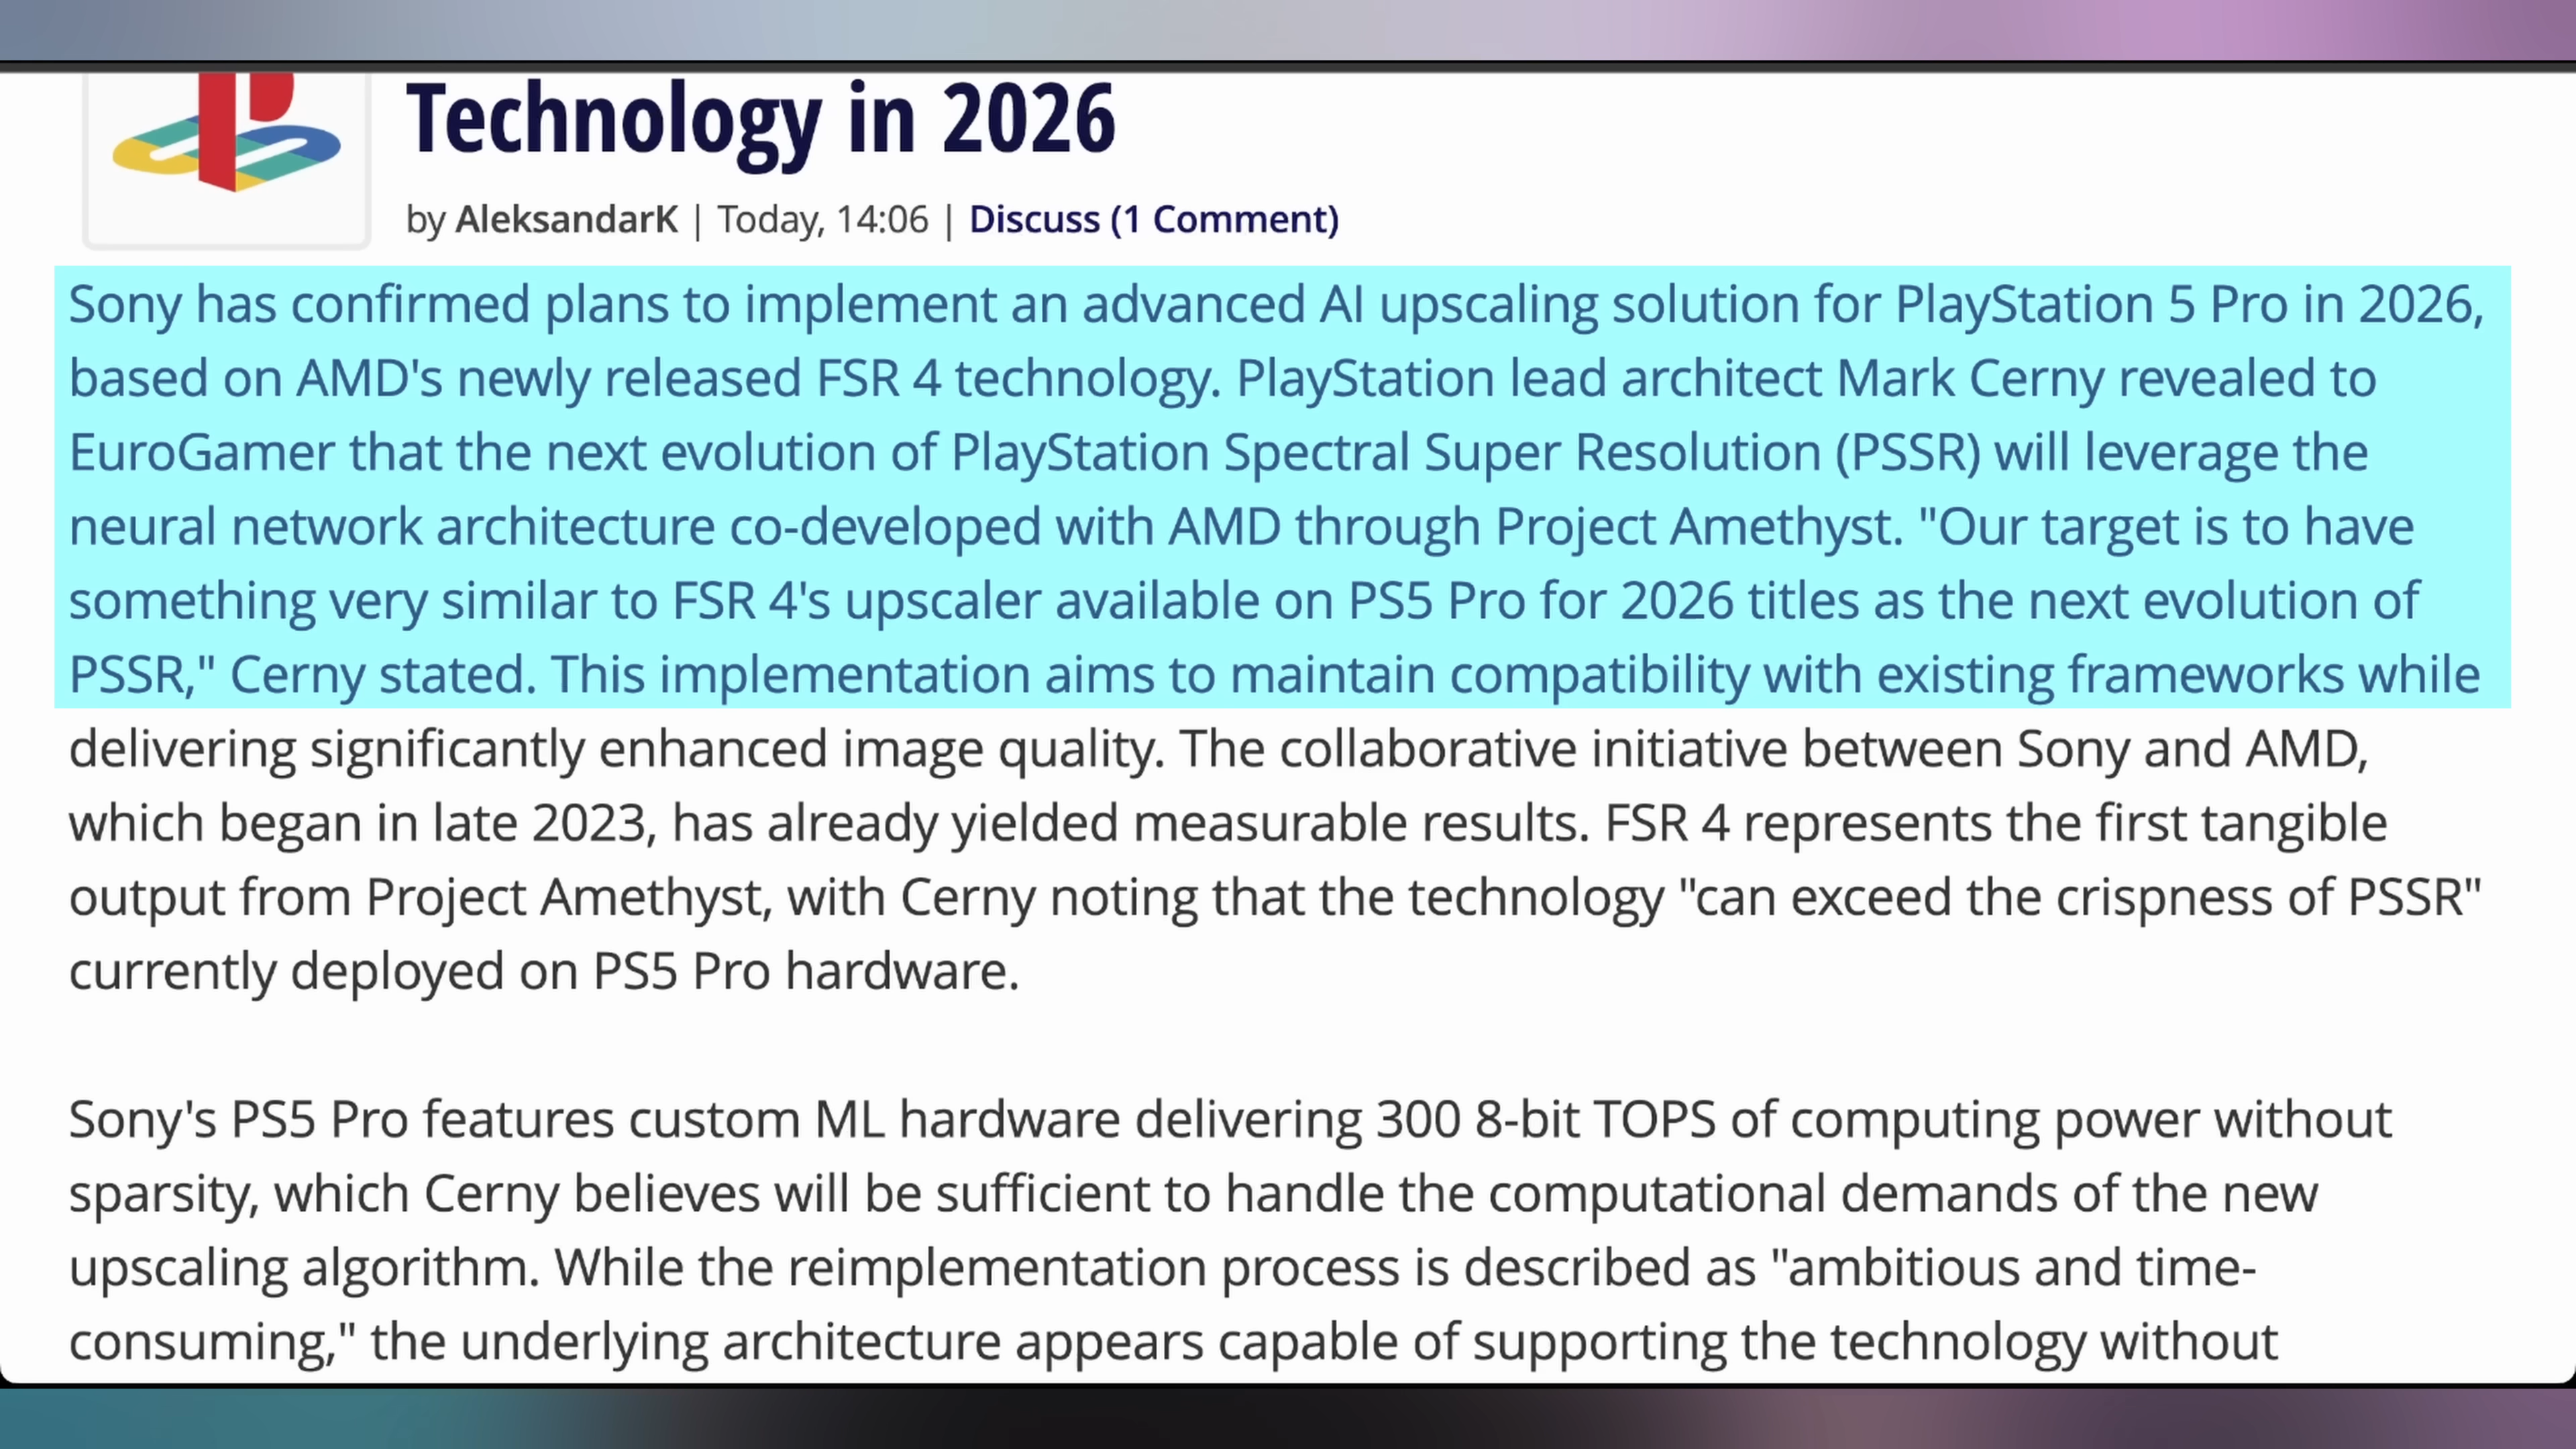 Technology in 2026
by AleksandarK | Today, 14:06 | Discuss (1 Comment)
Sony has confirmed plans to implement an advanced AI upscaling solution for PlayStation 5 Pro in 2026,
based on AMD's newly released FSR 4 technology. PlayStation lead architect Mark Cerny revealed to
EuroGamer that the next evolution of PlayStation Spectral Super Resolution (PSSR) will leverage the
neural network architecture co-developed with AMD through Project Amethyst. "Our target is to have
something very similar to FSR 4's upscaler available on PS5 Pro for 2026 titles as the next evolution of
PSSR," Cerny stated. This implementation aims to maintain compatibility with existing frameworks while
delivering significantly enhanced image quality. The collaborative initiative between Sony and AMD,
which began in late 2023, has already yielded measurable results. FSR 4 represents the first tangible
output from Project Amethyst, with Cerny noting that the technology "can exceed the crispness of PSSR"
currently deployed on PS5 Pro hardware.
Sony's PS5 Pro features custom ML hardware delivering 300 8-bit TOPS of computing power without
sparsity, which Cerny believes will be sufficient to handle the computational demands of the new
upscaling algorithm. While the reimplementation process is described as "ambitious and time-
consuming," the underlying architecture appears capable of supporting the technology without